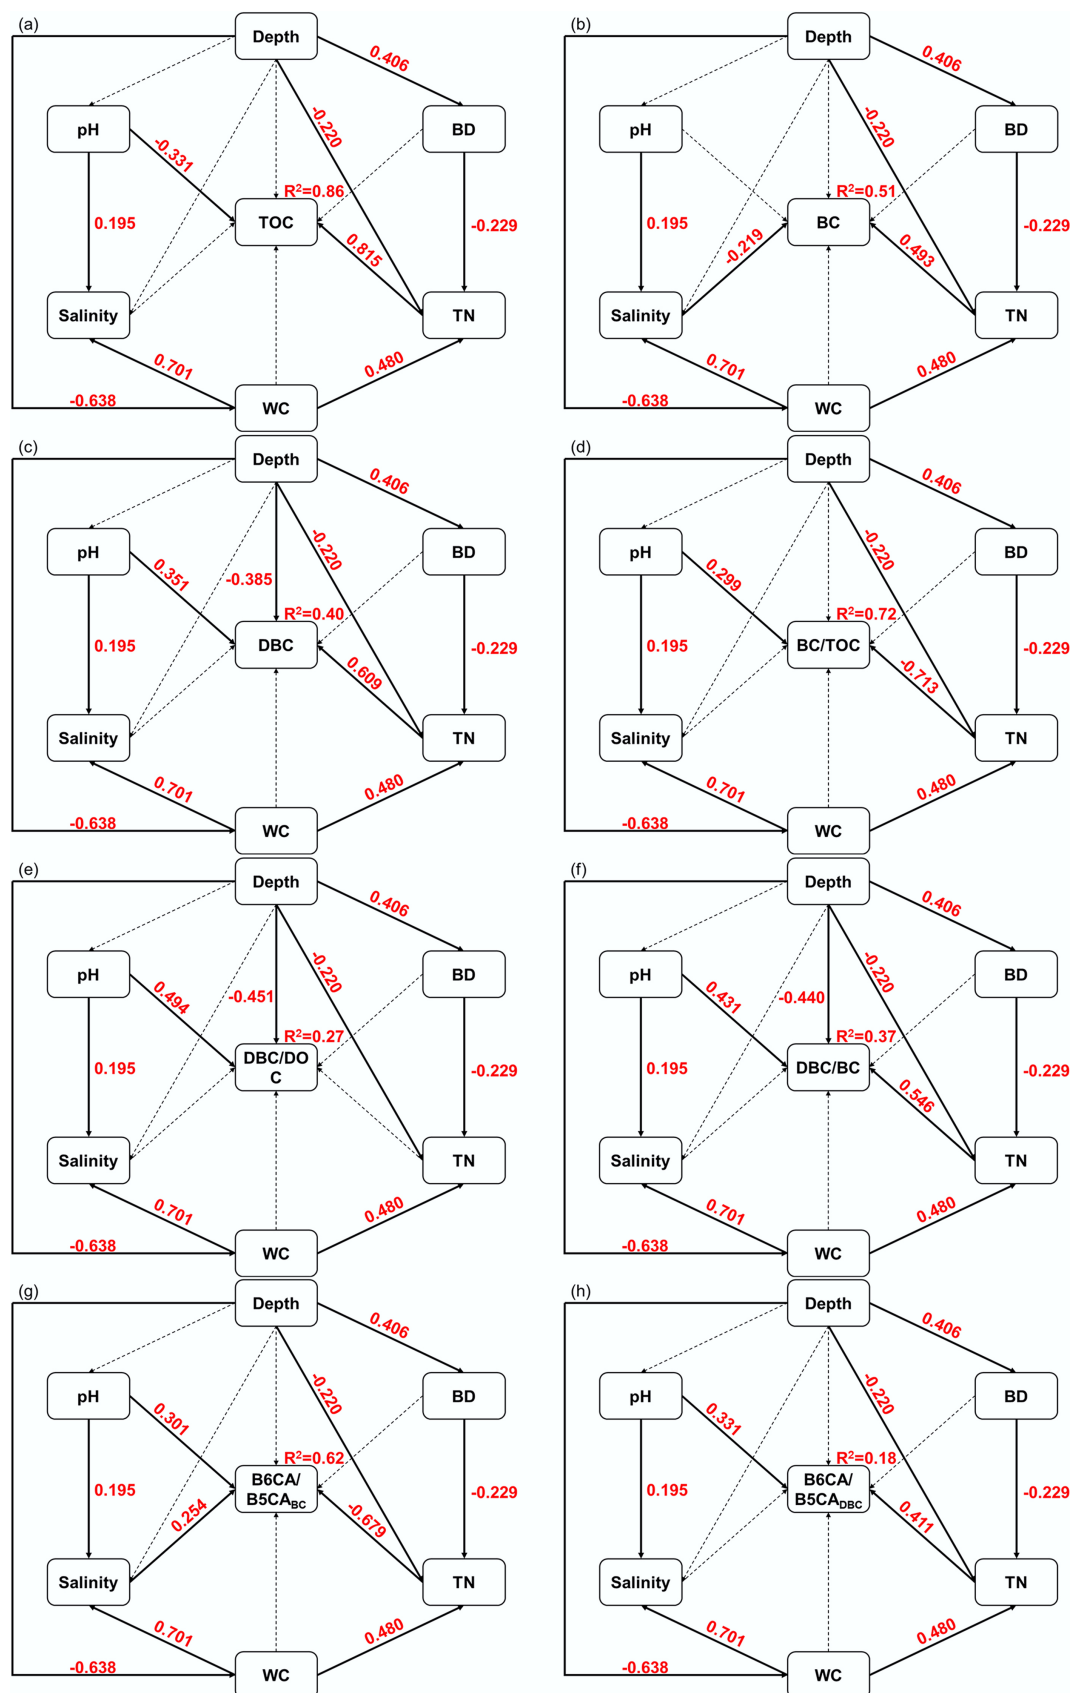 (a)
Depth
0.406
pH
BD
-0.331
-0.220
R²=0.86
0.195
TOC
-0.229
0.815
Salinity
TN
0.701
0.480
-0.638
WC
(b)
Depth
0.406
pH
BD
-0.220
R²=0.51
0.195
BC
-0.229
-0.219
0.493
Salinity
TN
0.701
0.480
-0.638
WC
(c)
Depth
0.406
pH
BD
0.351
-0.385
-0.220
R²=0.40
0.195
DBC
-0.229
0.609
Salinity
TN
0.701
0.480
-0.638
WC
(d)
Depth
0.406
pH
BD
0.299
-0.220
R²=0.72
0.195
BC/TOC
-0.229
-0.713
Salinity
TN
0.701
0.480
-0.638
WC
(e)
Depth
0.406
pH
BD
0.494
-0.451
-0.220
R²=0.27
0.195
DBC/DO
C
-0.229
Salinity
TN
0.701
0.480
-0.638
WC
(f)
Depth
0.406
pH
BD
0.431
-0.440
-0.220
R²=0.37
0.195
DBC/BC
-0.229
0.546
Salinity
TN
0.701
0.480
-0.638
WC
(g)
Depth
0.406
pH
BD
0.301
-0.220
R²=0.62
0.195
B6CA/
B5CABC
-0.229
0.254
-0.679
Salinity
TN
0.701
0.480
-0.638
WC
(h)
Depth
0.406
pH
BD
0.331
-0.220
R²=0.18
0.195
B6CA/
B5CADBC
-0.229
0.411
Salinity
TN
0.701
0.480
-0.638
WC